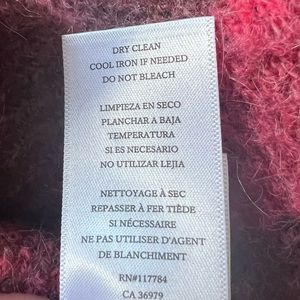 DRY CLEAN
COOL IRON IF NEEDED
DO NOT BLEACH
LIMPIEZA EN SECO
PLANCHAR A BAJA
TEMPERATURA
SI ES NECESARIO
NO UTILIZAR LEJIA
NETTOYAGE À SEC
REPASSER À FER TIÈDE
SI NÉCESSAIRE
NE PAS UTILISER D'AGENT
DE BLANCHIMENT
RN#117784
CA 36979